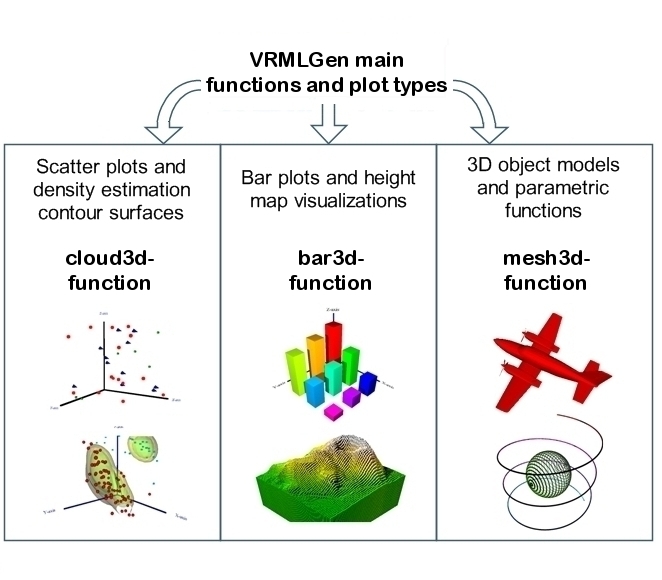 VRMLGen main
functions and plot types
Scatter plots and
density estimation
contour surfaces
cloud3d-
function
Bar plots and height
map visualizations
bar3d-
function
3D object models
and parametric
functions
mesh3d-
function